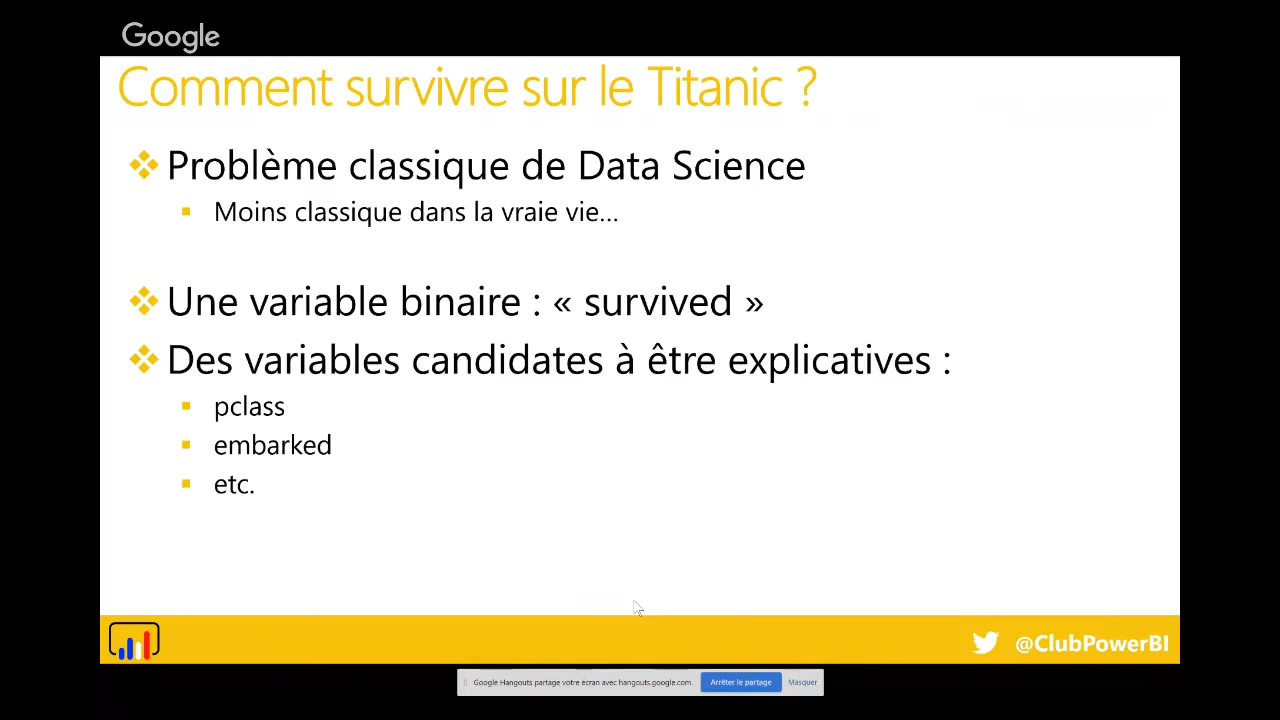 Google
Comment survivre sur le Titanic ?
Problème classique de Data Science
Moins classique dans la vraie vie...
Une variable binaire : « survived »
Des variables candidates à être explicatives :
pclass
embarked
etc.
@ClubPowerBI
Google Hangouts partage votre écran avec hangouts.google.com. Arrêter le partage Masquer